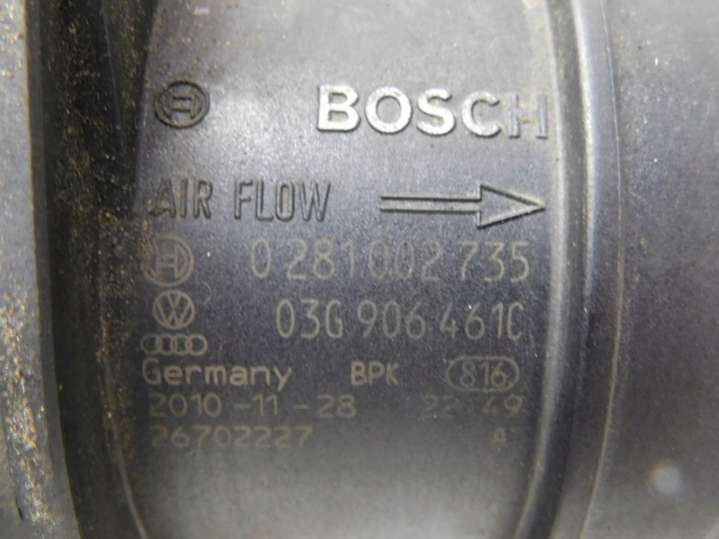 BOSCH
AIR FLOW
0 281 002 735
03G 906 461C
Germany BPK 816
2010-11-28 22 49
26702227 A